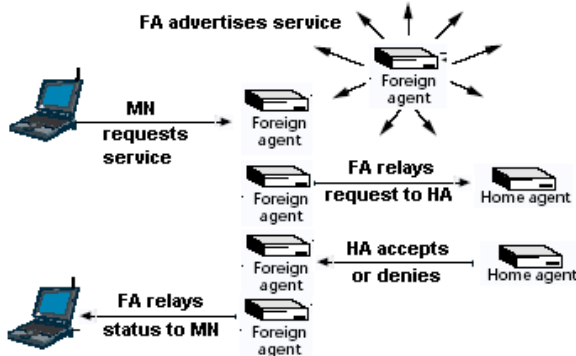 FA advertises service
Foreign
agent
MN
requests
service
Foreign
agent
Foreign
agent
FA relays
request to HA
Home agent
Foreign
agent
HA accepts
or denies
Home agent
FA relays
status to MN
Foreign
agent